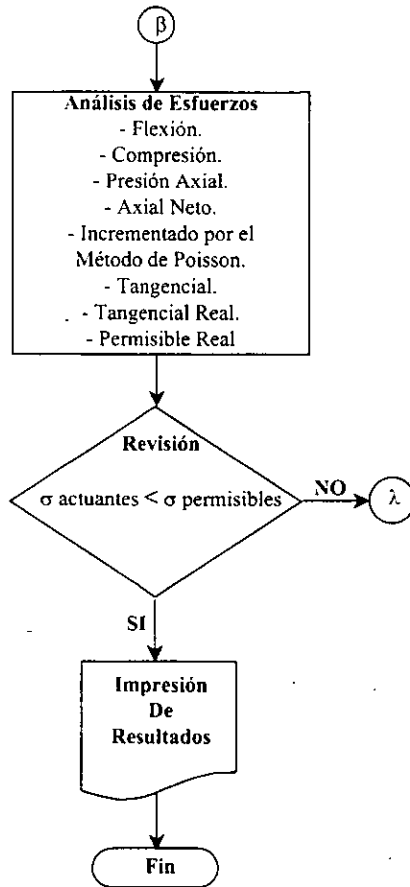 β
Análisis de Esfuerzos
- Flexión.
- Compresión.
- Presión Axial.
- Axial Neto.
- Incrementado por el
Método de Poisson.
- Tangencial.
- Tangencial Real.
- Permisible Real
Revisión
σ actuantes < σ permisibles
NO
λ
SI
Impresión
De
Resultados
Fin